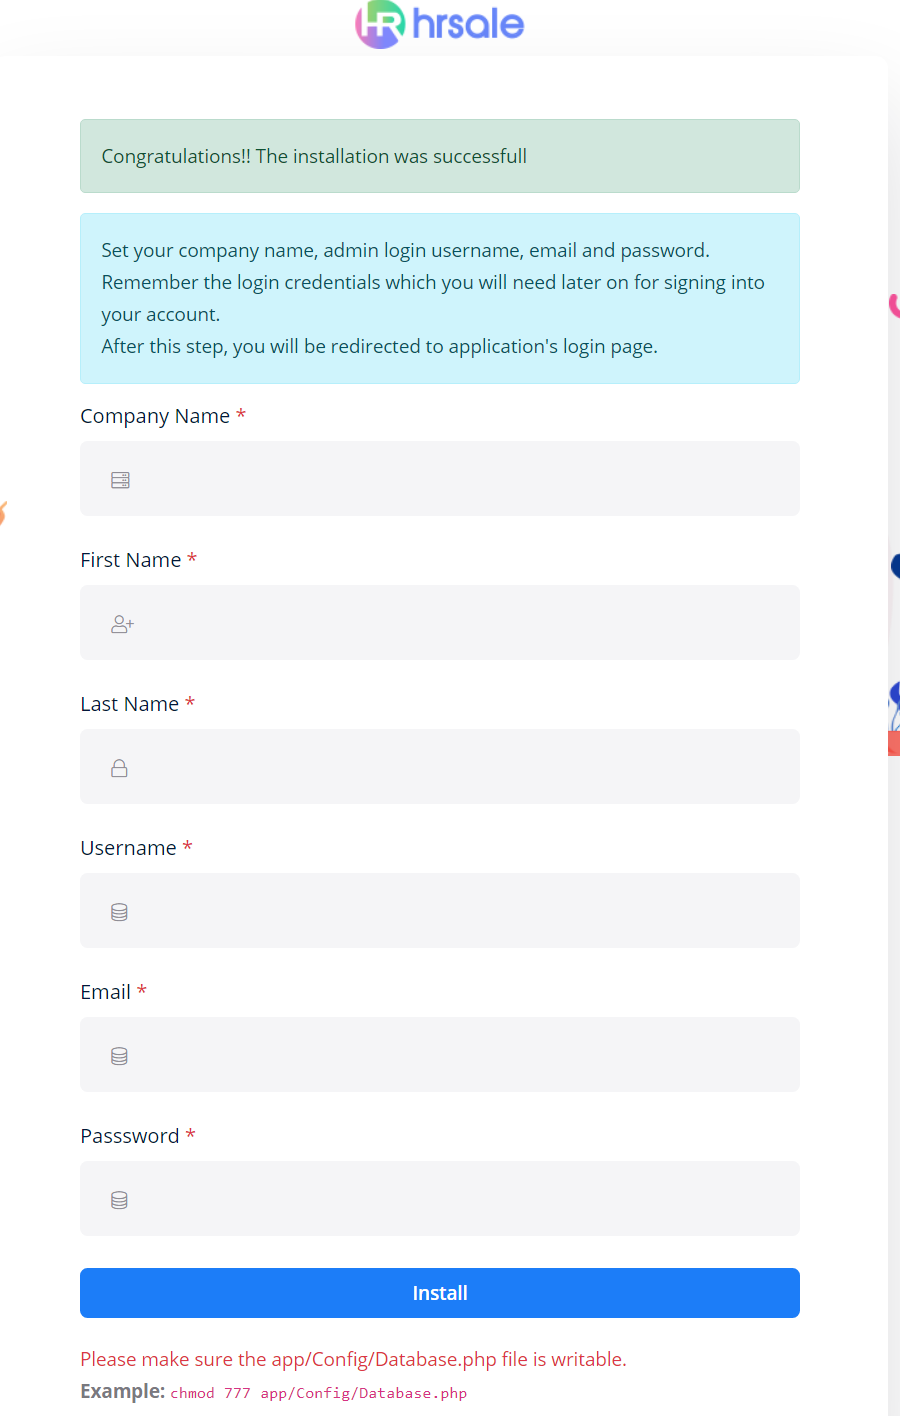 HR hrsale
Congratulations!! The installation was successfull
Set your company name, admin login username, email and password.
Remember the login credentials which you will need later on for signing into
your account.
After this step, you will be redirected to application's login page.
Company Name *
First Name *
Last Name *
Username *
Email *
Passsword *
Install
Please make sure the app/Config/Database.php file is writable.
Example: chmod 777 app/Config/Database.php